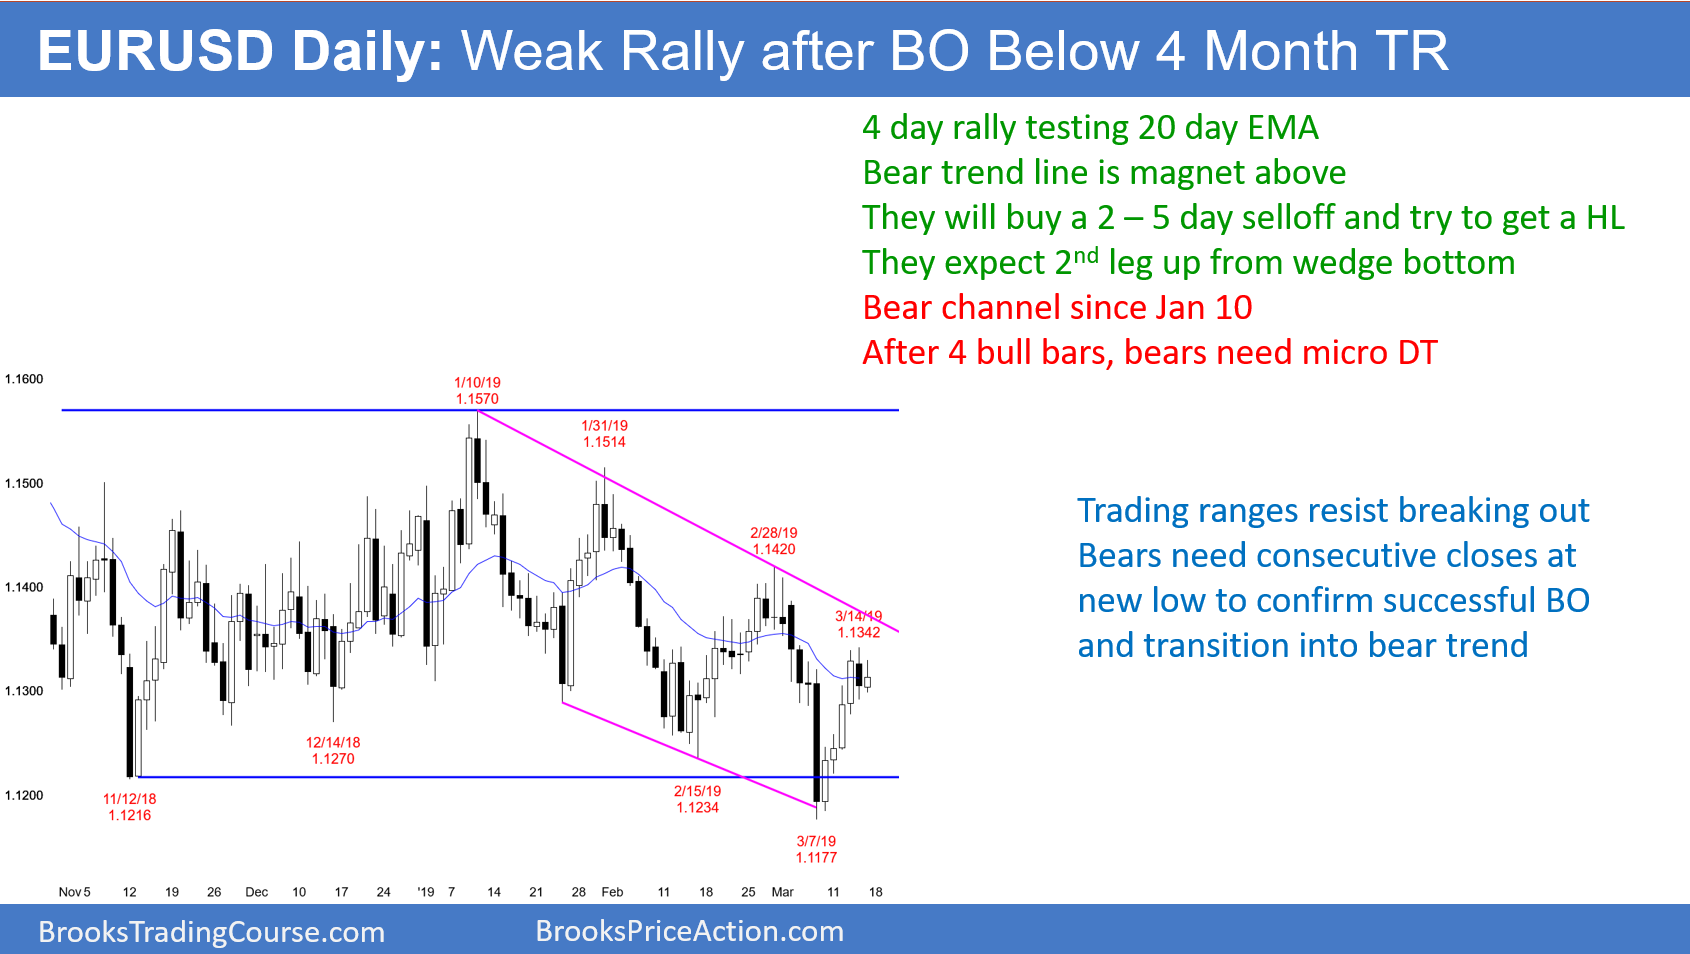 EURUSD Daily: Weak Rally after BO Below 4 Month TR
4 day rally testing 20 day EMA
Bear trend line is magnet above
They will buy a 2 – 5 day selloff and try to get a HL
They expect 2nd leg up from wedge bottom
Bear channel since Jan 10
After 4 bull bars, bears need micro DT
Trading ranges resist breaking out
Bears need consecutive closes at
new low to confirm successful BO
and transition into bear trend
1.1600
1.1500
1.1400
1.1300
1.1200
1/10/19
1.1570
1/31/19
1.1514
2/28/19
1.1420
3/14/19
1.1342
12/14/18
1.1270
11/12/18
1.1216
2/15/19
1.1234
3/7/19
1.1177
Nov 5 12 19 26 Dec 10 17 24 '19 7 14 21 28 Feb 11 18 25 Mar 11 18
BrooksTradingCourse.com
BrooksPriceAction.com